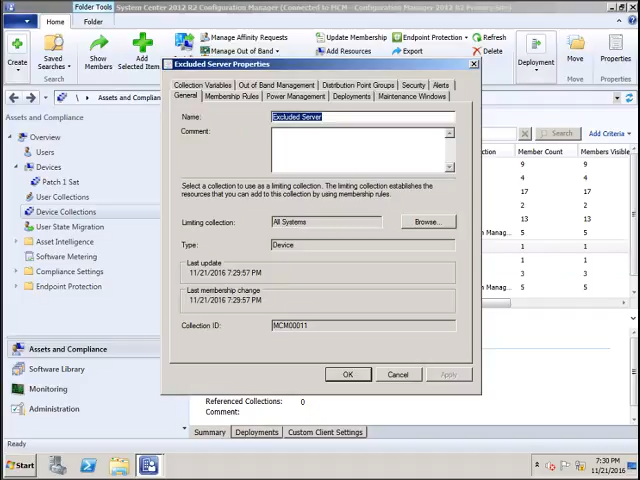 Folder Tools
System Center 2012 R2 Configuration Manager (Connected to MCM -
Home
Folder
Create
Saved Searches
Show Members
Add Selected Items
Manage Affinity Requests
Manage Out of Band
Update Membership
Add Resources
Endpoint Protection
Export
Refresh
Delete
Deployment
Move
Properties
Assets and Complian
Search
Add Criteria
Assets and Compliance
Overview
Users
Devices
Patch 1 Sat
User Collections
Device Collections
User State Migration
Asset Intelligence
Software Metering
Compliance Settings
Endpoint Protection
Assets and Compliance
Software Library
Monitoring
Administration
Excluded Server Properties
Collection Variables
Out of Band Management
Distribution Point Groups
Security
Alerts
General
Membership Rules
Power Management
Deployments
Maintenance Windows
Name:
Excluded Server
Comment:
Select a collection to use as a limiting collection. The limiting collection establishes the
resources that you can add to this collection by using membership rules.
Limiting collection:
All Systems
Browse...
Type:
Device
Last update
11/21/2016 7:29:57 PM
Last membership change
11/21/2016 7:29:57 PM
Collection ID:
MCM00011
OK
Cancel
Apply
ction
Member Count
Members Visible
9
9
4
4
17
17
2
2
13
13
m Manag...
5
5
1
1
1
1
3
3
m Manag...
5
5
Referenced Collections: 0
Comment:
Summary
Deployments
Custom Client Settings
Ready
Start
7:30 PM
11/21/2016